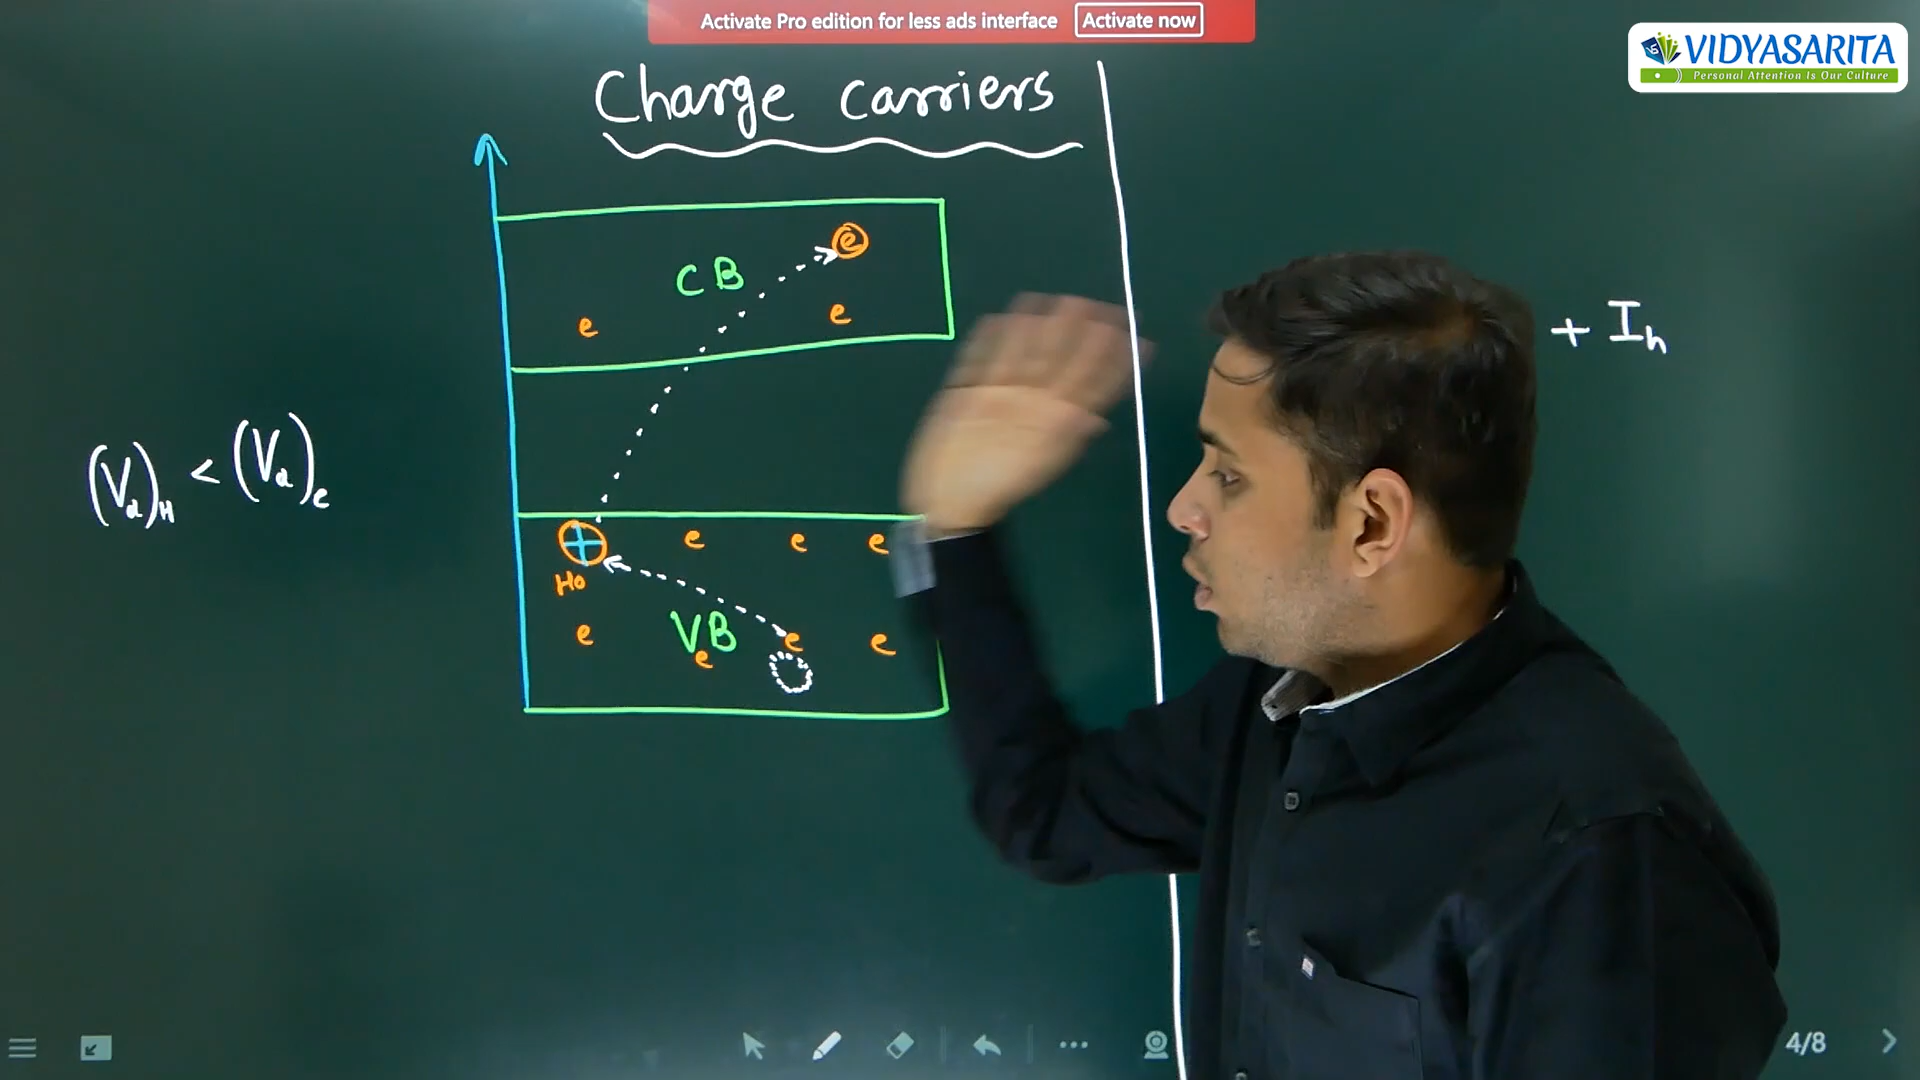 Activate Pro edition for less ads interface Activate now
VIDYASARITA
Personal Attention Is Our Culture
Charge carriers
e
CB
e e
+ Ih
(Vd)H < (Vd)e
e e e
Ho
e VB e e
e
4/8